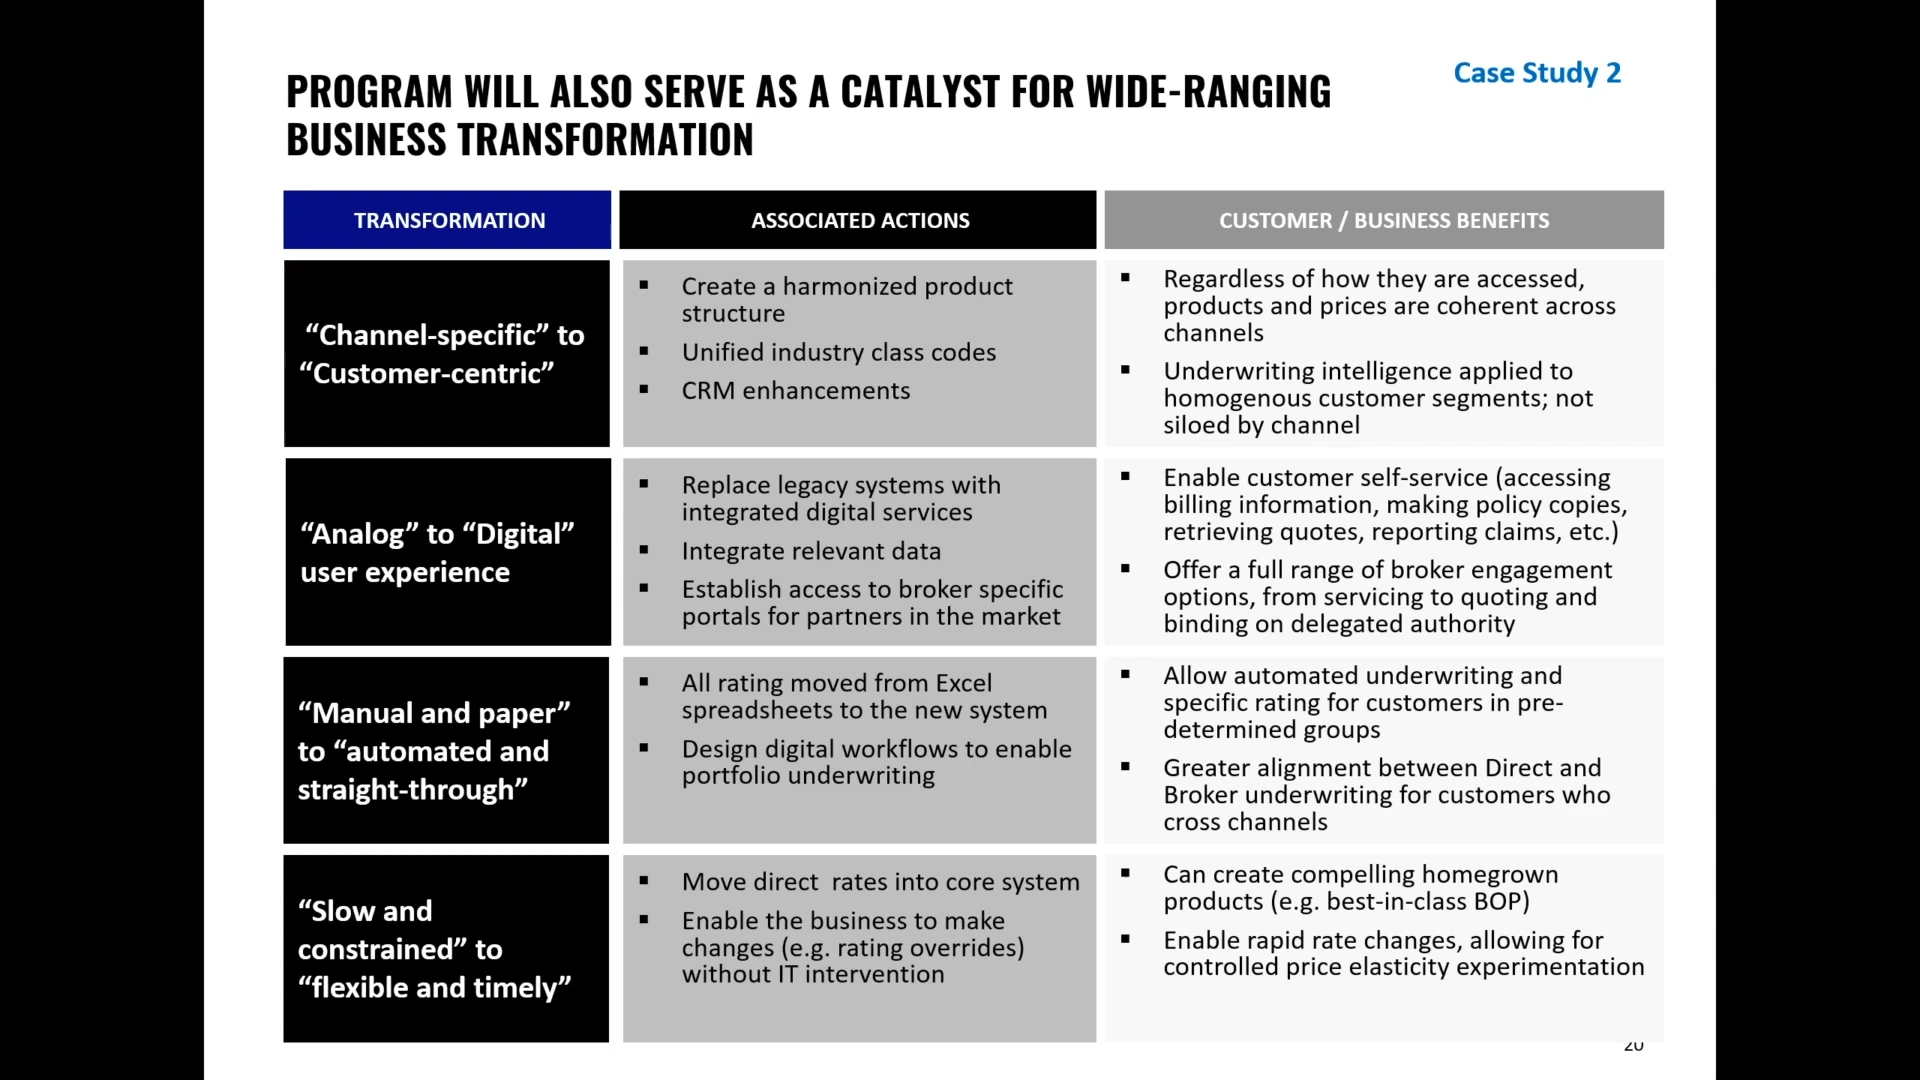 Case Study 2
PROGRAM WILL ALSO SERVE AS A CATALYST FOR WIDE-RANGING
BUSINESS TRANSFORMATION
TRANSFORMATION
ASSOCIATED ACTIONS
CUSTOMER / BUSINESS BENEFITS
“Channel-specific” to
“Customer-centric”
▪ Create a harmonized product
structure
▪ Unified industry class codes
▪ CRM enhancements
▪ Regardless of how they are accessed,
products and prices are coherent across
channels
▪ Underwriting intelligence applied to
homogenous customer segments; not
siloed by channel
“Analog” to “Digital”
user experience
▪ Replace legacy systems with
integrated digital services
▪ Integrate relevant data
▪ Establish access to broker specific
portals for partners in the market
▪ Enable customer self-service (accessing
billing information, making policy copies,
retrieving quotes, reporting claims, etc.)
▪ Offer a full range of broker engagement
options, from servicing to quoting and
binding on delegated authority
“Manual and paper”
to “automated and
straight-through”
▪ All rating moved from Excel
spreadsheets to the new system
▪ Design digital workflows to enable
portfolio underwriting
▪ Allow automated underwriting and
specific rating for customers in pre-
determined groups
▪ Greater alignment between Direct and
Broker underwriting for customers who
cross channels
“Slow and
constrained” to
“flexible and timely”
▪ Move direct  rates into core system
▪ Enable the business to make
changes (e.g. rating overrides)
without IT intervention
▪ Can create compelling homegrown
products (e.g. best-in-class BOP)
▪ Enable rapid rate changes, allowing for
controlled price elasticity experimentation
20